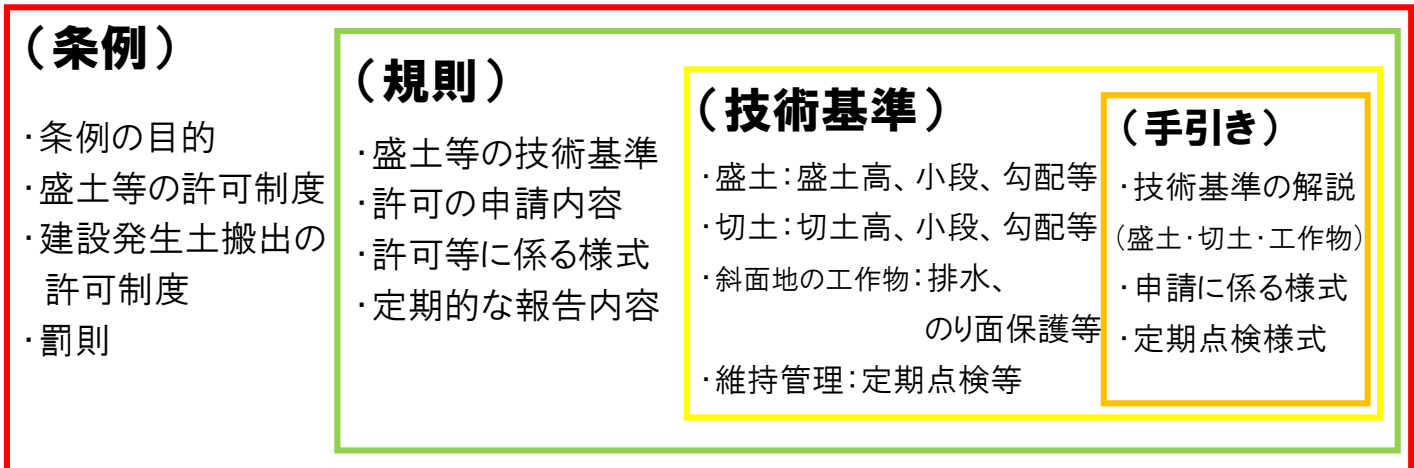 （条例）
・条例の目的
・盛土等の許可制度
・建設発生土搬出の
許可制度
・罰則
（規則）
・盛土等の技術基準
・許可の申請内容
・許可等に係る様式
・定期的な報告内容
（技術基準）
・盛土：盛土高、小段、勾配等
・切土：切土高、小段、勾配等
・斜面地の工作物：排水、
のり面保護等
・維持管理：定期点検等
（手引き）
・技術基準の解説
（盛土・切土・工作物）
・申請に係る様式
・定期点検様式